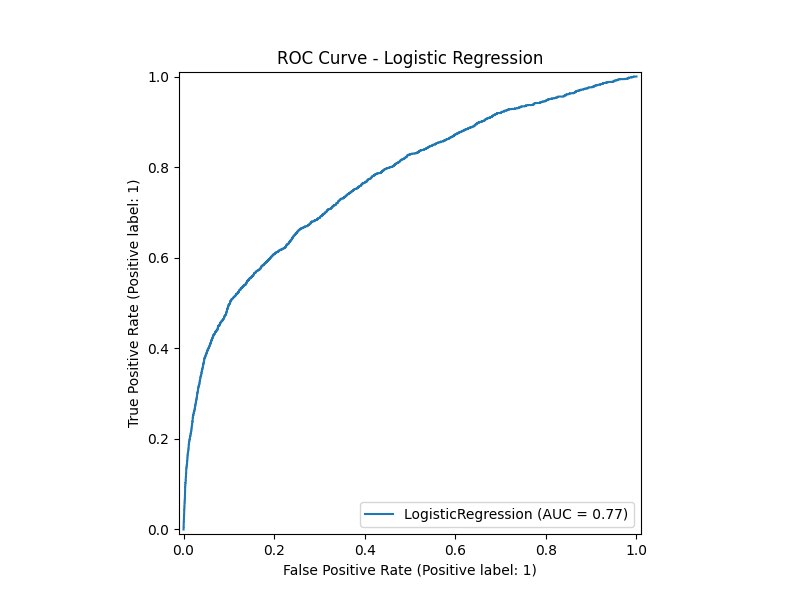 ROC Curve - Logistic Regression
True Positive Rate (Positive label: 1)
1.0
0.8
0.6
0.4
0.2
0.0
LogisticRegression (AUC = 0.77)
0.0 0.2 0.4 0.6 0.8 1.0
False Positive Rate (Positive label: 1)